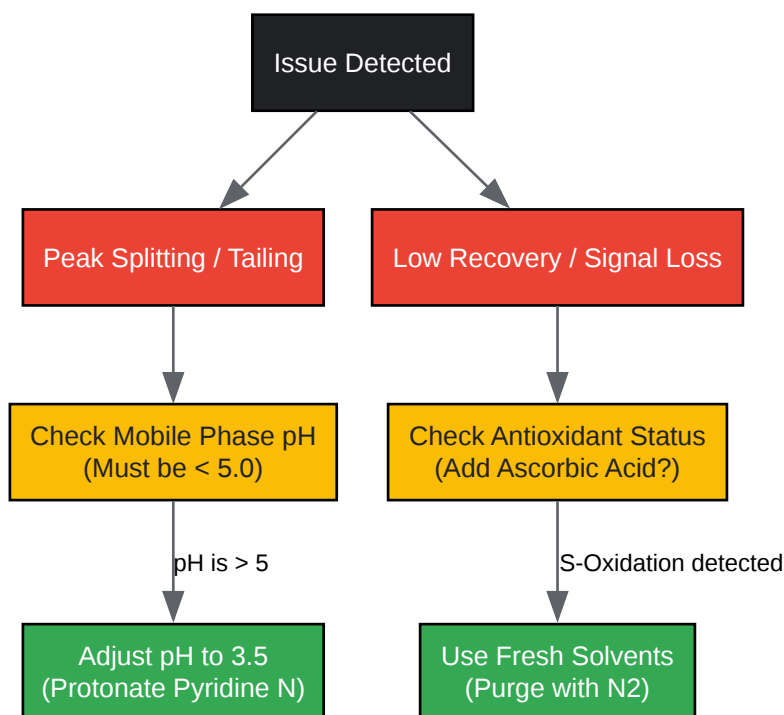 Issue Detected
Peak Splitting / Tailing
Low Recovery / Signal Loss
Check Mobile Phase pH
(Must be < 5.0)
Check Antioxidant Status
(Add Ascorbic Acid?)
pH is > 5
S-Oxidation detected
Adjust pH to 3.5
(Protonate Pyridine N)
Use Fresh Solvents
(Purge with N2)